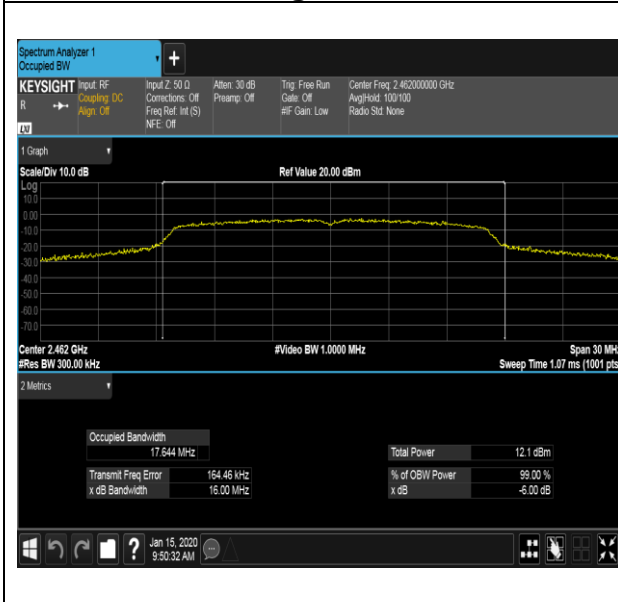 Spectrum Analyzer 1
Occupied BW
+
KEYSIGHT
R
LXI
Input: RF
Coupling: DC
Align: Off
Input Z: 50 Ω
Corrections: Off
Freq Ref: Int (S)
NFE: Off
Atten: 30 dB
Preamp: Off
Trig: Free Run
Gate: Off
#IF Gain: Low
Center Freq: 2.462000000 GHz
Avg|Hold: 100/100
Radio Std: None
1 Graph
Scale/Div 10.0 dB
Ref Value 20.00 dBm
Log
10.0
0.00
-10.0
-20.0
-30.0
-40.0
-50.0
-60.0
-70.0
Center 2.462 GHz
#Video BW 1.0000 MHz
Span 30 MHz
#Res BW 300.00 kHz
Sweep Time 1.07 ms (1001 pts
2 Metrics
Occupied Bandwidth
17.644 MHz
Total Power 12.1 dBm
Transmit Freq Error 164.46 kHz
% of OBW Power 99.00 %
x dB Bandwidth 16.00 MHz
x dB -6.00 dB
?
Jan 15, 2020
9:50:32 AM